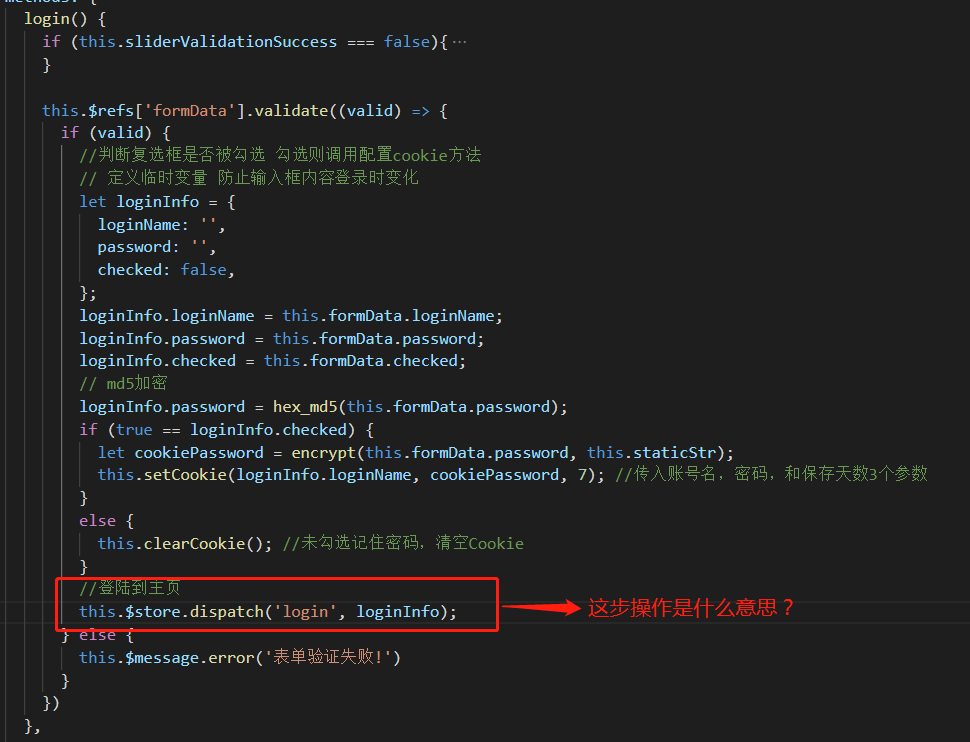 methods: {
login() {
if (this.sliderValidationSuccess === false){ ···
}
this.$refs['formData'].validate((valid) => {
if (valid) {
//判断复选框是否被勾选 勾选则调用配置cookie方法
// 定义临时变量 防止输入框内容登录时变化
let loginInfo = {
loginName: '',
password: '',
checked: false,
};
loginInfo.loginName = this.formData.loginName;
loginInfo.password = this.formData.password;
loginInfo.checked = this.formData.checked;
// md5加密
loginInfo.password = hex_md5(this.formData.password);
if (true == loginInfo.checked) {
let cookiePassword = encrypt(this.formData.password, this.staticStr);
this.setCookie(loginInfo.loginName, cookiePassword, 7); //传入账号名，密码，和保存天数3个参数
}
else {
this.clearCookie(); //未勾选记住密码，清空Cookie
}
//登陆到主页
this.$store.dispatch('login', loginInfo); 这步操作是什么意思？
} else {
this.$message.error('表单验证失败!')
}
})
},